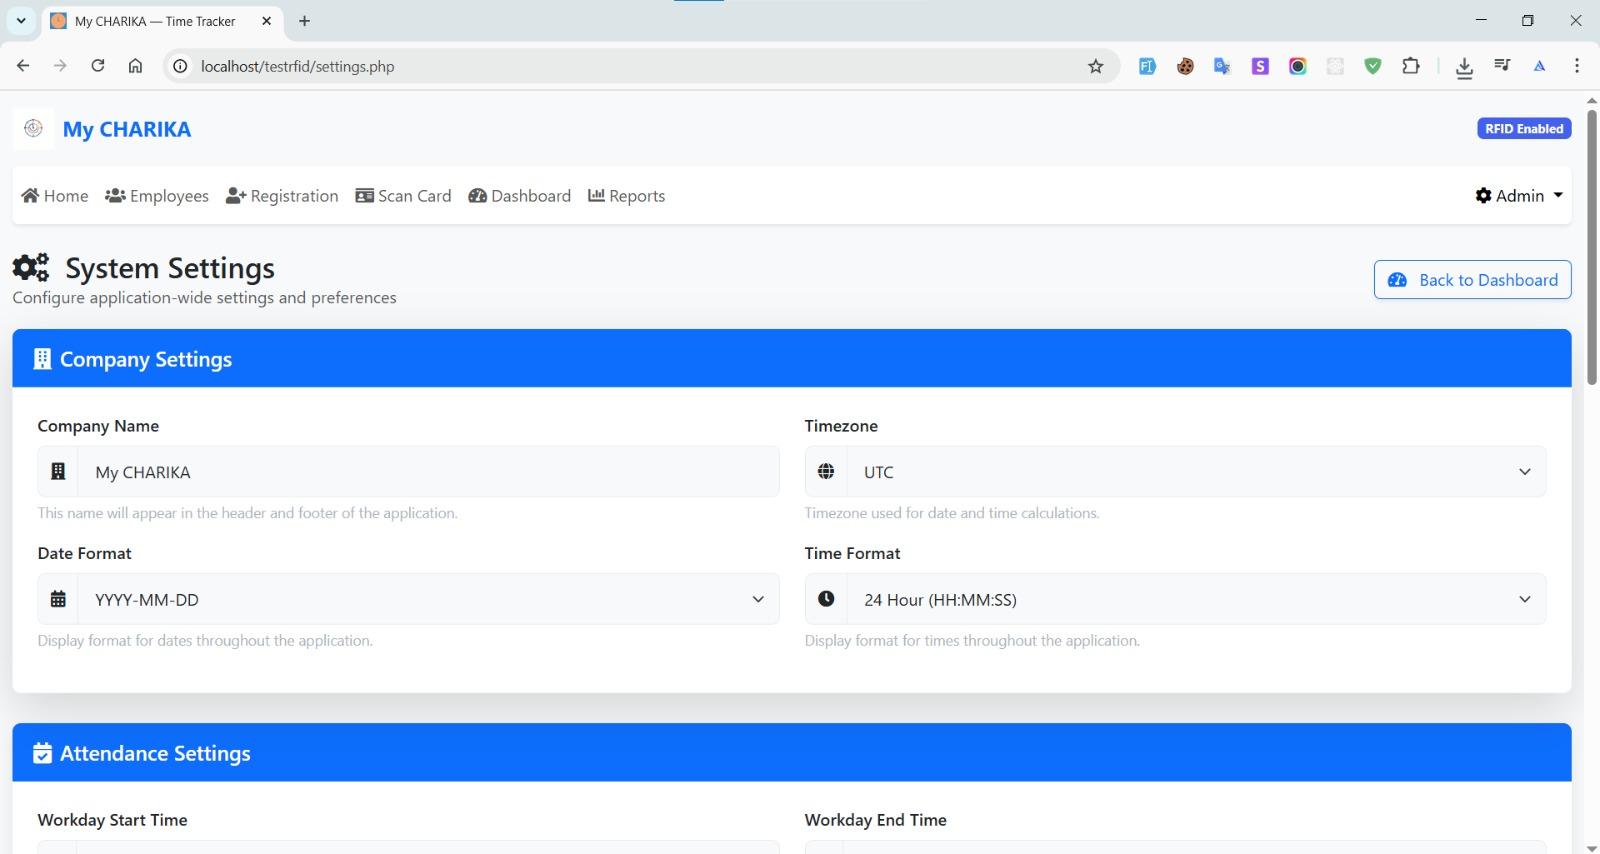 My CHARIKA — Time Tracker
localhost/testrfid/settings.php
My CHARIKA
RFID Enabled
Home Employees Registration Scan Card Dashboard Reports Admin
System Settings
Configure application-wide settings and preferences
Back to Dashboard
Company Settings
Company Name
My CHARIKA
This name will appear in the header and footer of the application.
Timezone
UTC
Timezone used for date and time calculations.
Date Format
YYYY-MM-DD
Display format for dates throughout the application.
Time Format
24 Hour (HH:MM:SS)
Display format for times throughout the application.
Attendance Settings
Workday Start Time
Workday End Time